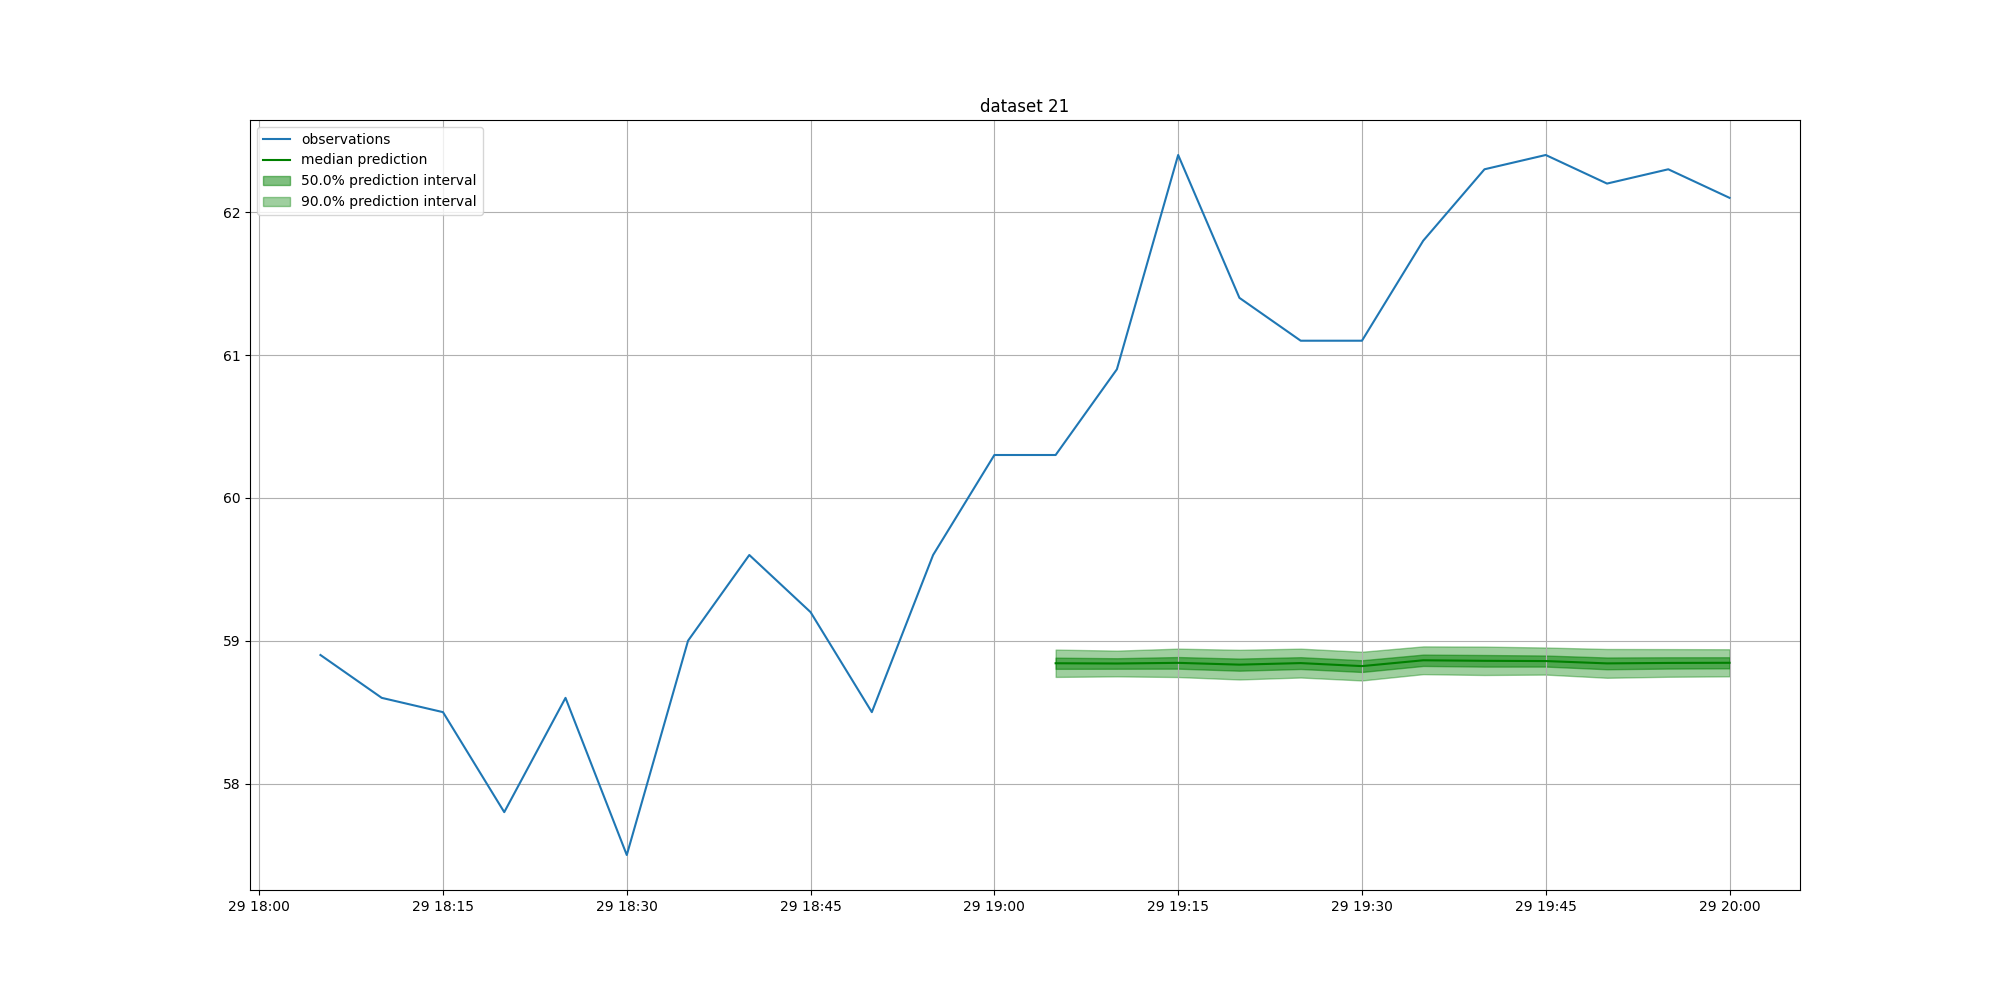 dataset 21
observations
median prediction
50.0% prediction interval
90.0% prediction interval
62
61
60
59
58
29 18:00 29 18:15 29 18:30 29 18:45 29 19:00 29 19:15 29 19:30 29 19:45 29 20:00